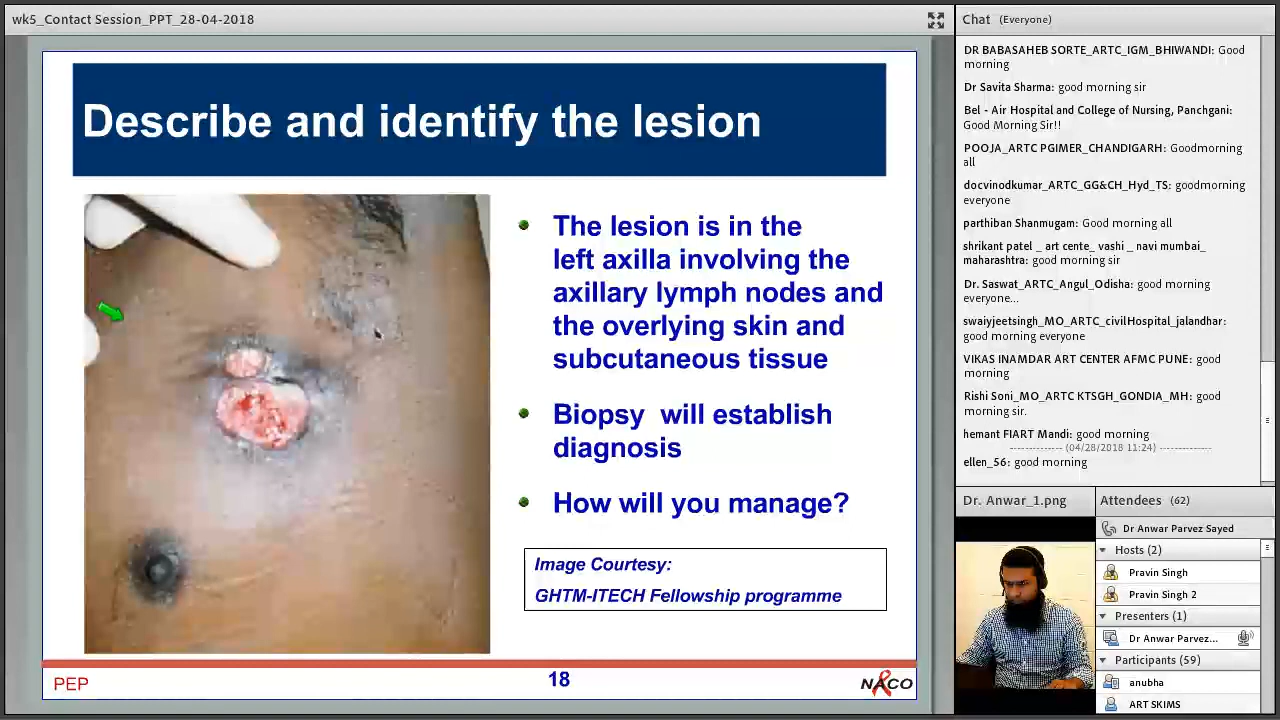 wk5_Contact Session_PPT_28-04-2018
Describe and identify the lesion
The lesion is in the
left axilla involving the
axillary lymph nodes and
the overlying skin and
subcutaneous tissue
Biopsy  will establish
diagnosis
How will you manage?
Image Courtesy:
GHTM-ITECH Fellowship programme
PEP
18
NACO
Chat (Everyone)
DR BABASAHEB SORTE_ARTC_IGM_BHIWANDI: Good
morning
Dr Savita Sharma: good morning sir
Bel - Air Hospital and College of Nursing, Panchgani:
Good Morning Sir!!
POOJA_ARTC PGIMER_CHANDIGARH: Goodmorning
all
docvinodkumar_ARTC_GG&CH_Hyd_TS: goodmorning
everyone
parthiban Shanmugam: Good morning all
shrikant patel _ art cente_ vashi _ navi mumbai_
maharashtra: good morning sir
Dr. Saswat_ARTC_Angul_Odisha: good morning
everyone...
swaiyjeetsingh_MO_ARTC_civilHospital_jalandhar:
good morning everyone
VIKAS INAMDAR ART CENTER AFMC PUNE: good
morning
Rishi Soni_MO_ARTC KTSGH_GONDIA_MH: good
morning sir.
hemant FIART Mandi: good morning
-------------- (04/28/2018 11:24) --------------
ellen_56: good morning
Dr. Anwar_1.png
Attendees (62)
Dr Anwar Parvez Sayed
Hosts (2)
Pravin Singh
Pravin Singh 2
Presenters (1)
Dr Anwar Parvez...
Participants (59)
anubha
ART SKIMS